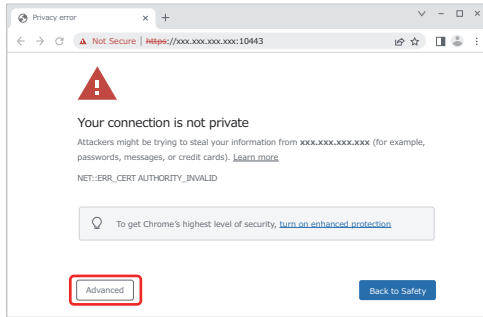 Privacy error
Not Secure | https://xxx.xxx.xxx.xxx:10443
Your connection is not private
Attackers might be trying to steal your information from xxx.xxx.xxx.xxx (for example,
passwords, messages, or credit cards). Learn more
NET::ERR_CERT AUTHORITY_INVALID
To get Chrome's highest level of security, turn on enhanced protection
Advanced
Back to Safety